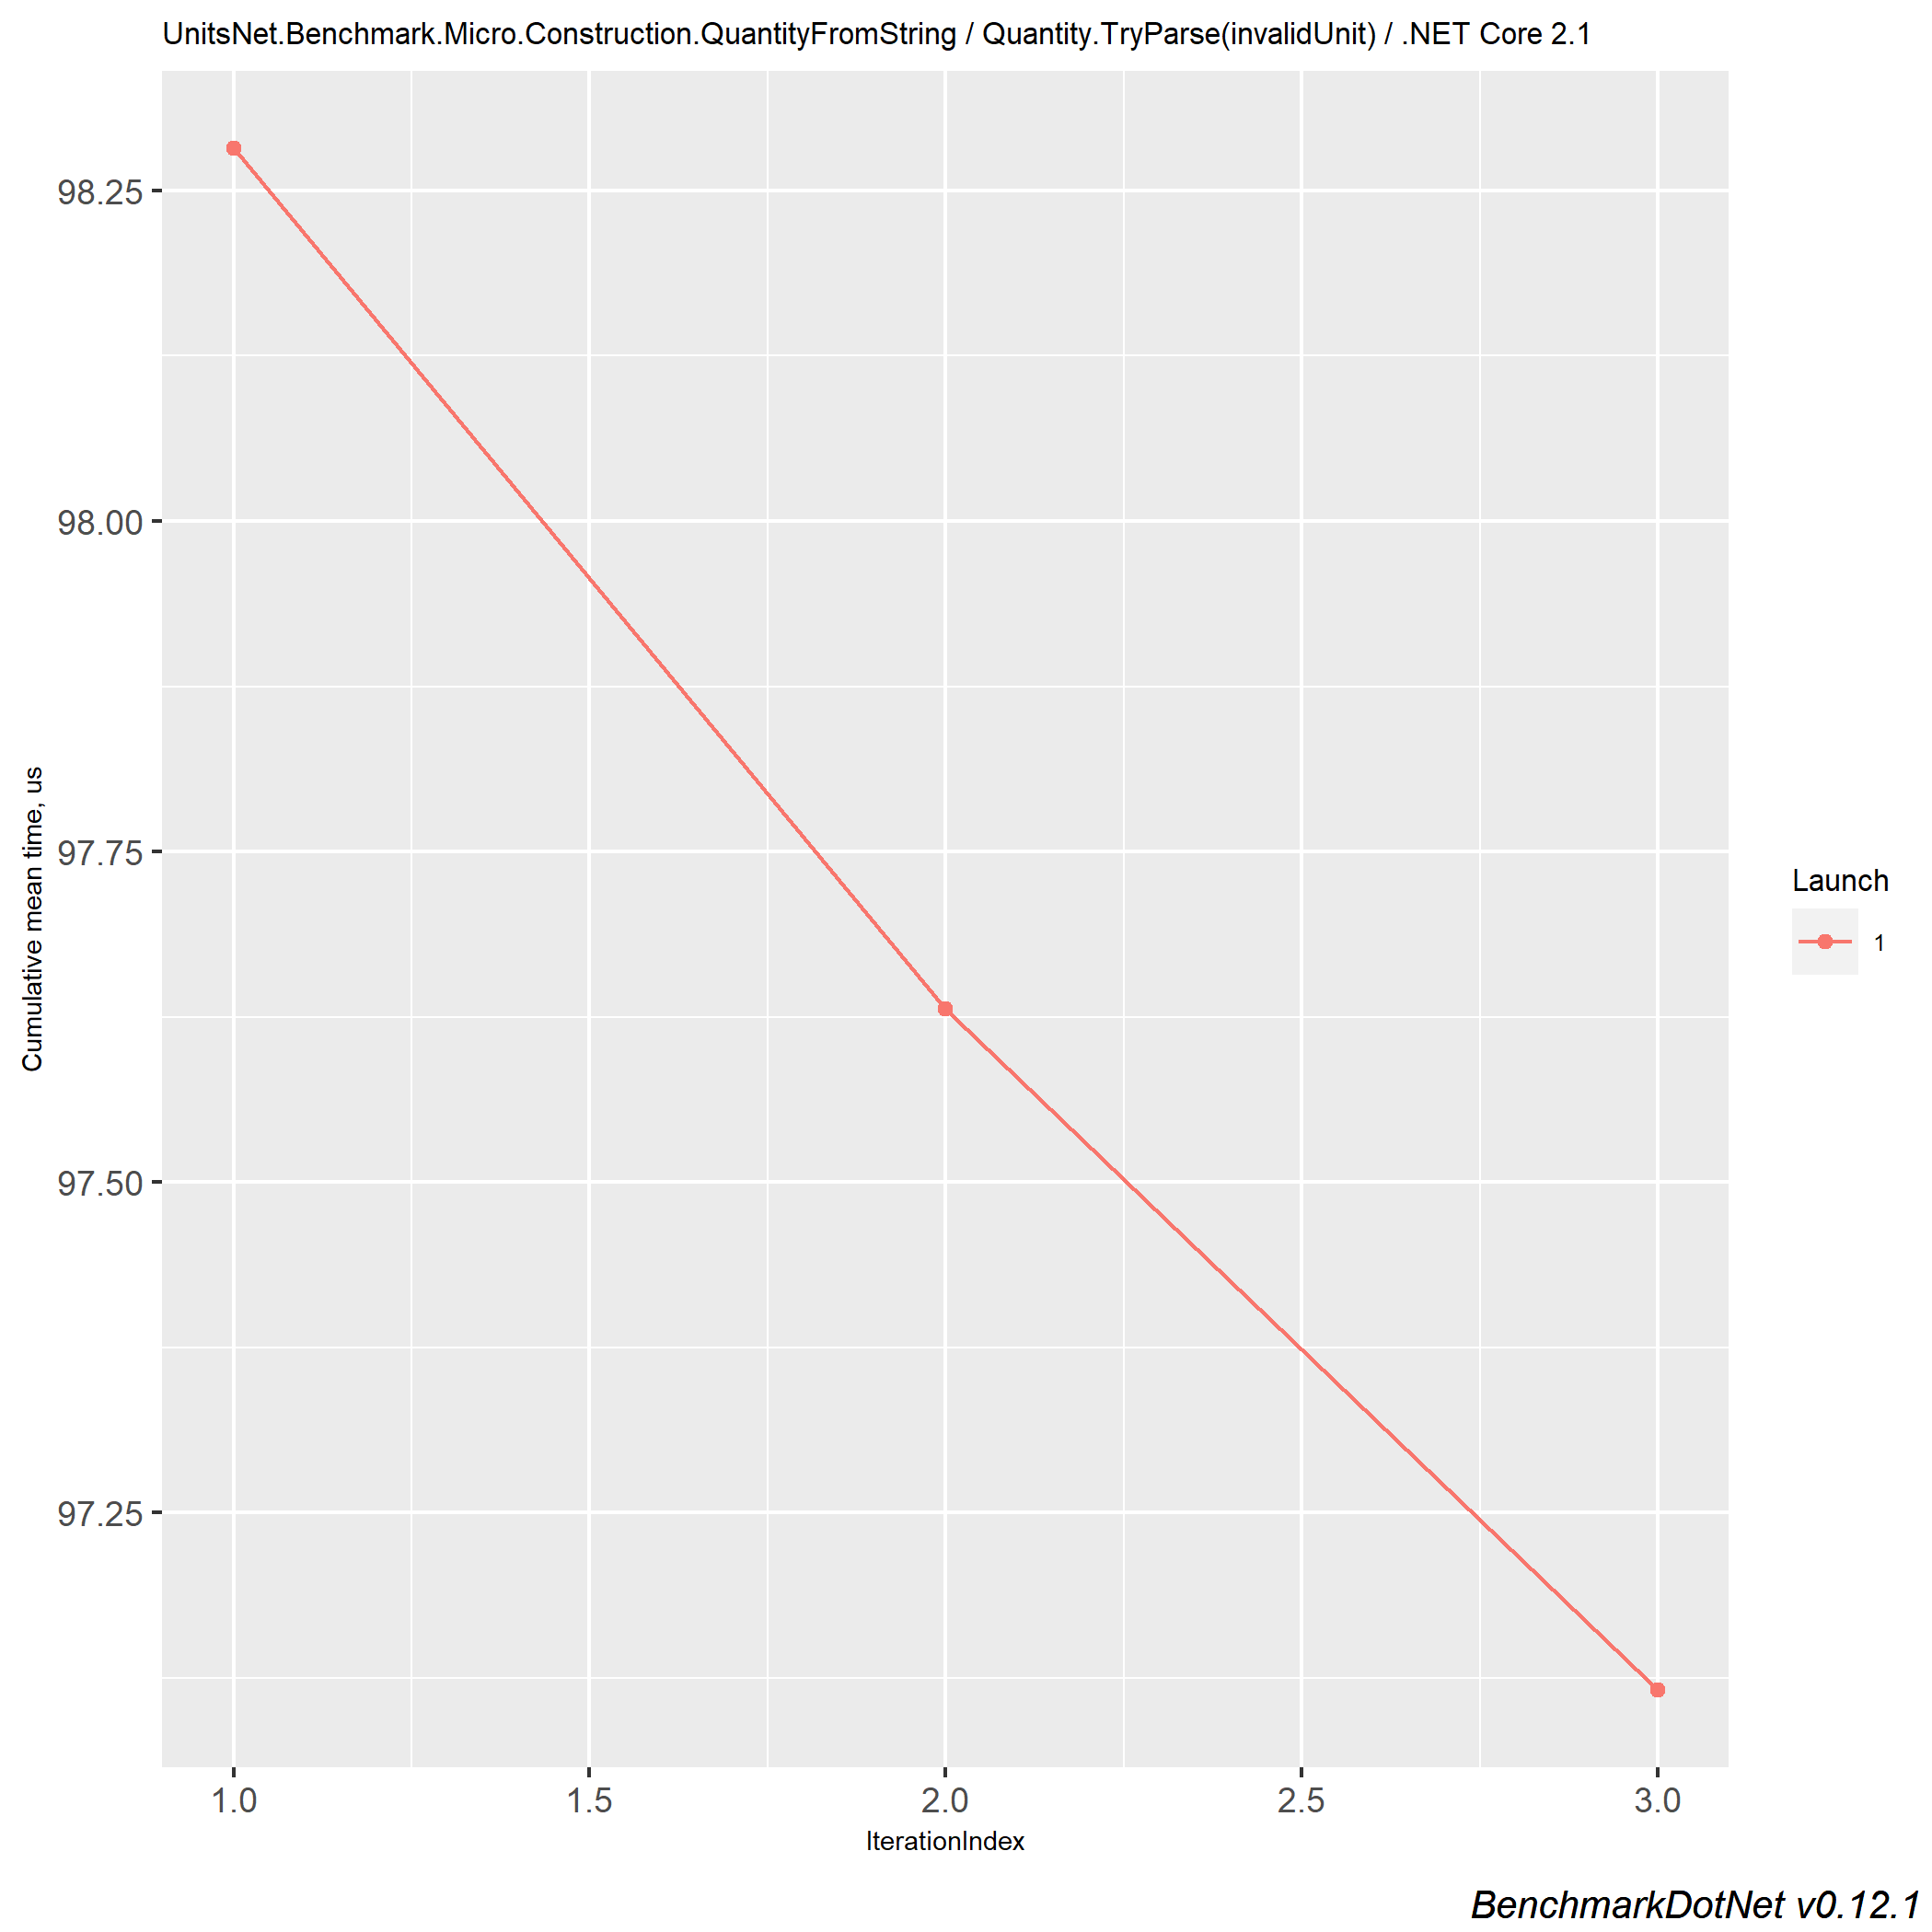 UnitsNet.Benchmark.Micro.Construction.QuantityFromString / Quantity.TryParse(invalidUnit) / .NET Core 2.1
98.25
98.00
97.75
97.50
97.25
Cumulative mean time, us
1.0
1.5
2.0
2.5
3.0
IterationIndex
Launch
1
BenchmarkDotNet v0.12.1